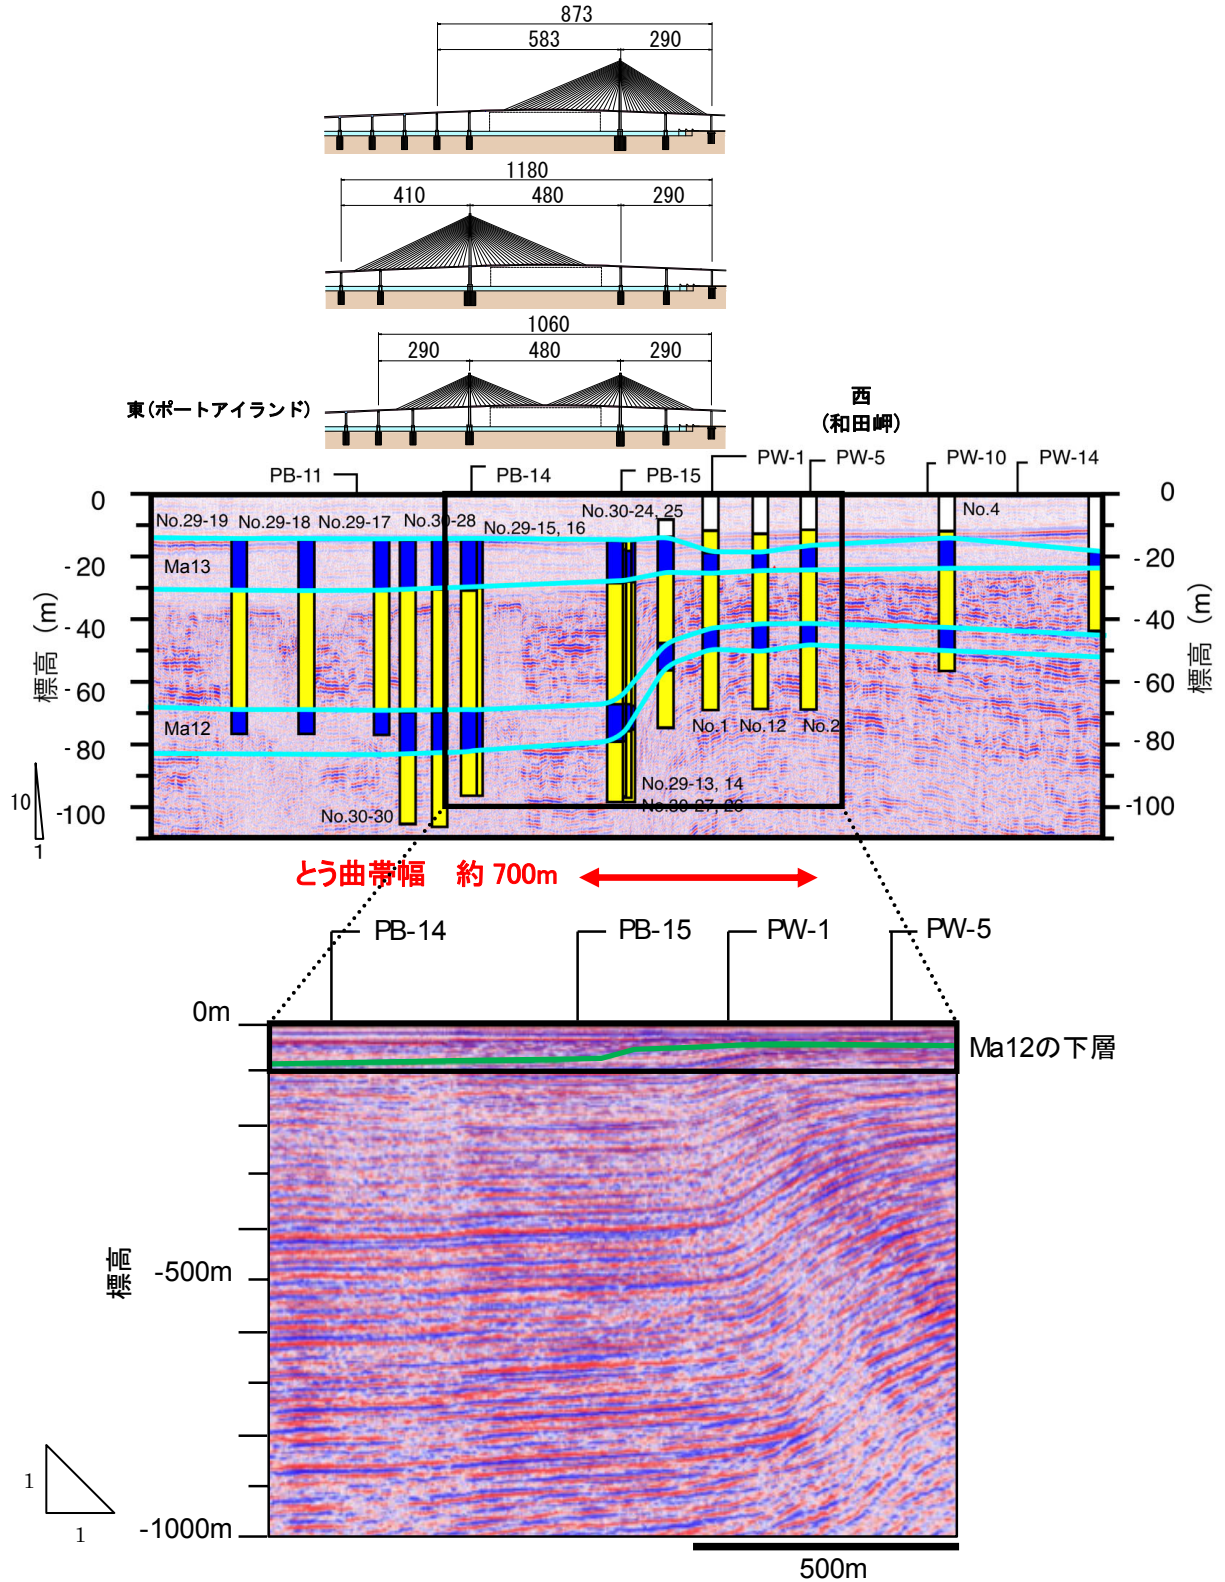 873
583 290
1180
410 480 290
1060
290 480 290
東(ポートアイランド)
西
(和田岬)
PB-11 PB-14 PB-15 PW-1 PW-5 PW-10 PW-14
0 0
No.29-19 No.29-18 No.29-17 No.30-28 No.29-15, 16 No.30-24, 25 No.4
-20 -20
Ma13
-40 -40
標高 (m) 標高 (m)
-60 -60
Ma12 No.1 No.12 No.2
-80 -80
No.29-13, 14
No.30-27, 26
-100 -100
No.30-30
10
1
とう曲帯幅 約 700m
PB-14 PB-15 PW-1 PW-5
0m
Ma12の下層
標高
-500m
1
1
-1000m
500m